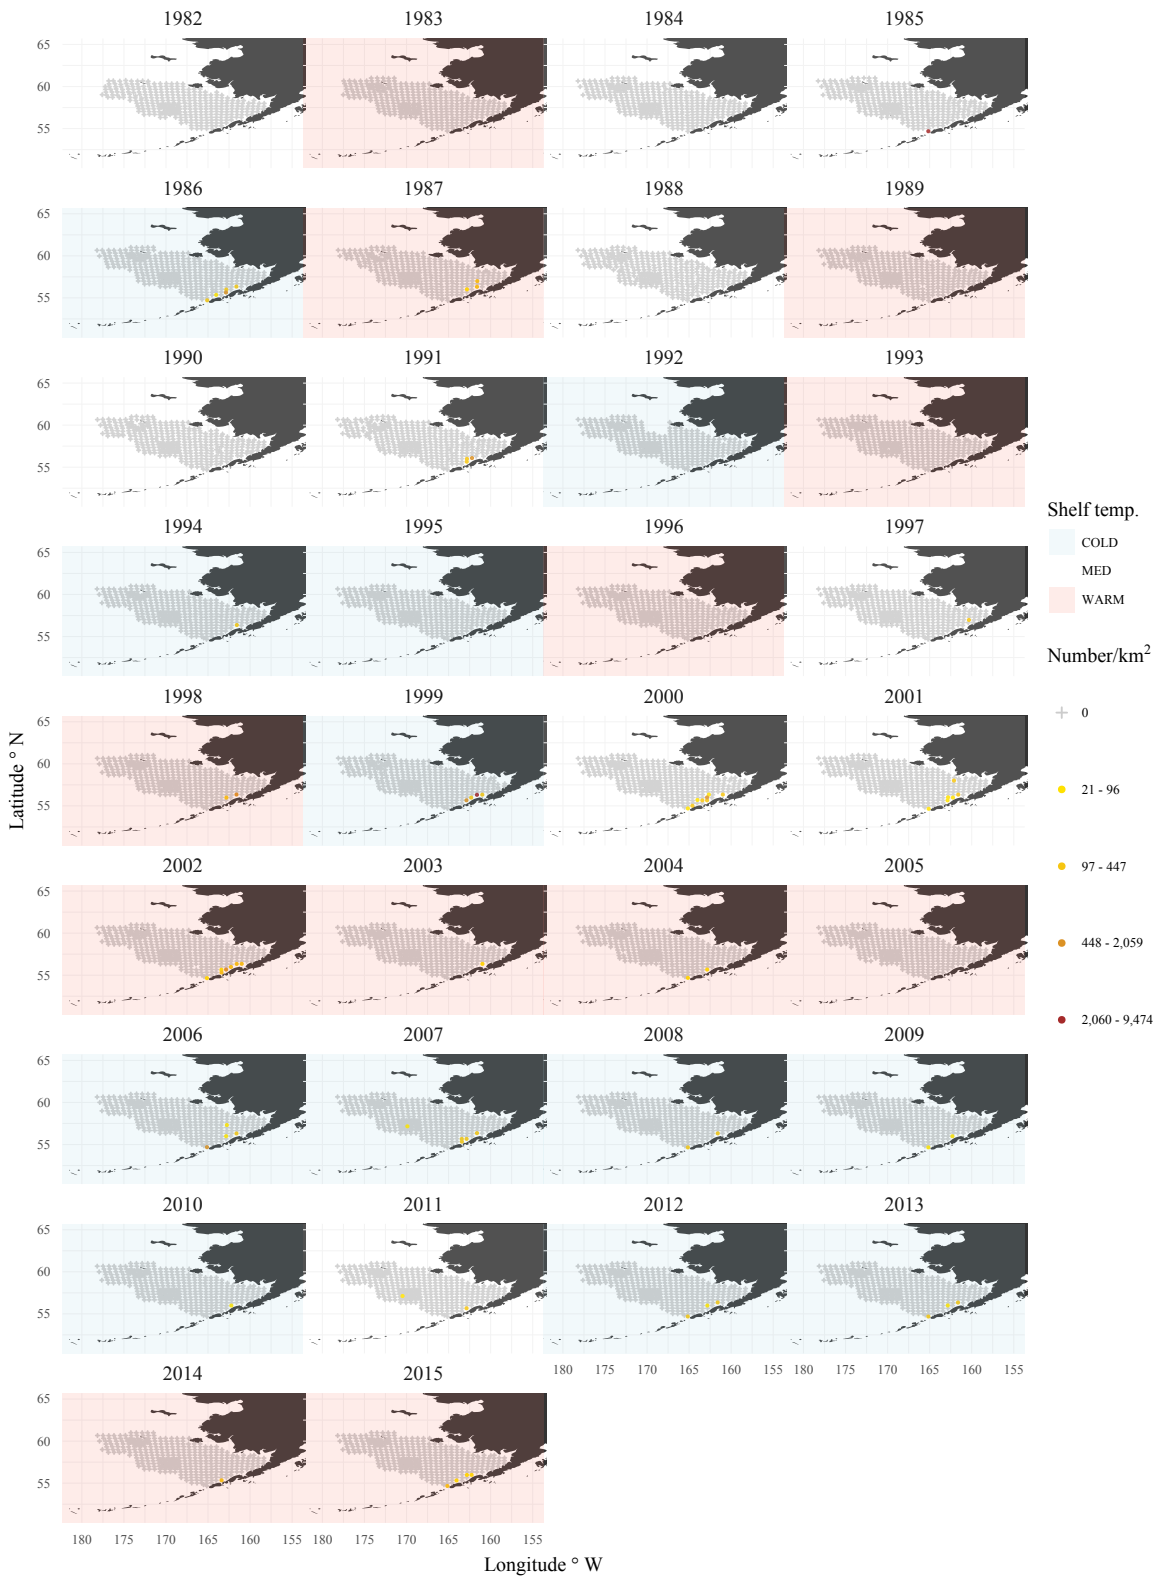 1982 1983 1984 1985
65
60
55
1986 1987 1988 1989
65
60
55
1990 1991 1992 1993
65
60
55
Shelf temp.
COLD
MED
WARM
1994 1995 1996 1997
65
60
55
Number/km²
0
21 - 96
97 - 447
448 - 2,059
2,060 - 9,474
1998 1999 2000 2001
65
60
55
Latitude ° N
2002 2003 2004 2005
65
60
55
2006 2007 2008 2009
65
60
55
2010 2011 2012 2013
65
60
55
180 175 170 165 160 155 180 175 170 165 160 155
2014 2015
65
60
55
180 175 170 165 160 155 180 175 170 165 160 155
Longitude ° W